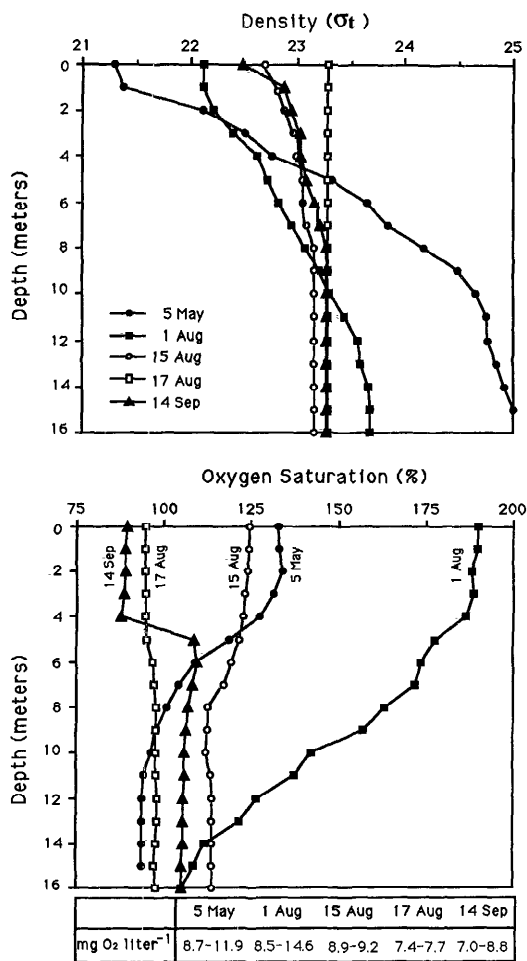 Density (σt)
21 22 23 24 25
0
2
4
6
8
10
12
14
16
Depth (meters)
5 May
1 Aug
15 Aug
17 Aug
14 Sep
Oxygen Saturation (%)
75 100 125 150 175 200
0
2
4
6
8
10
12
14
16
Depth (meters)
14 Sep
17 Aug
15 Aug
5 May
1 Aug
5 May 1 Aug 15 Aug 17 Aug 14 Sep
mg O₂ liter⁻¹ 8.7-11.9 8.5-14.6 8.9-9.2 7.4-7.7 7.0-8.8